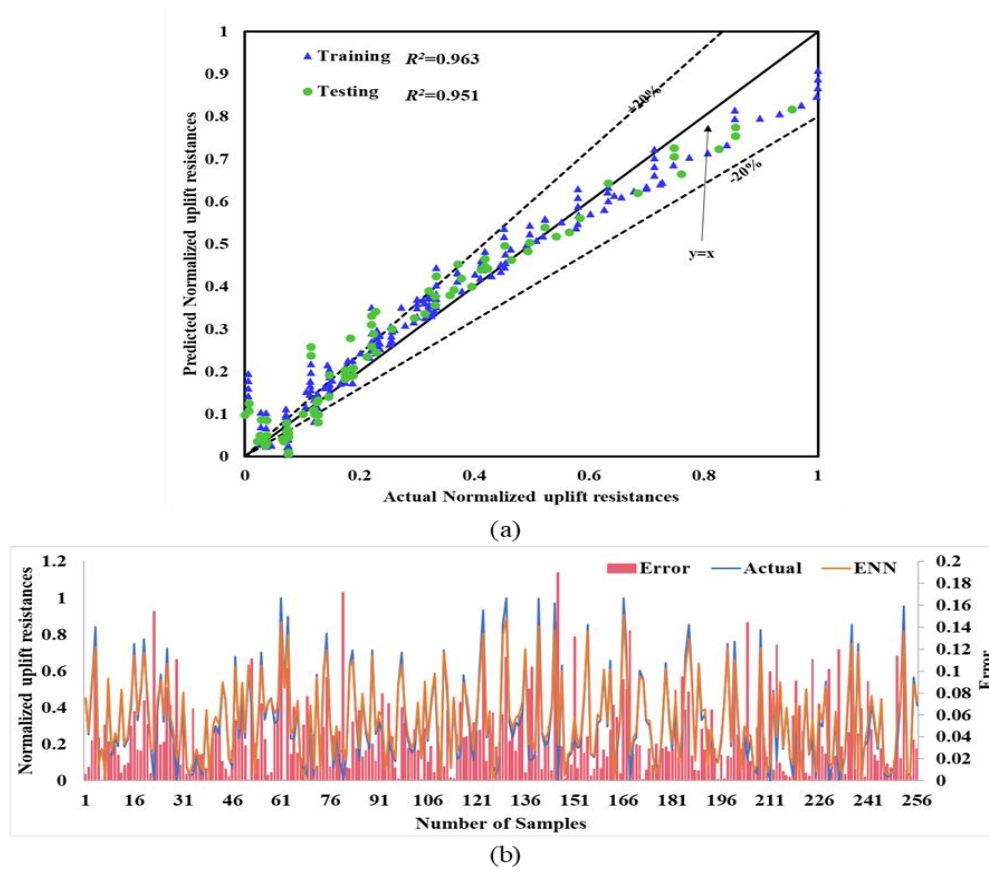 1
0.9
0.8
0.7
0.6
0.5
0.4
0.3
0.2
0.1
0
Predicted Normalized uplift resistances
Training R²=0.963
Testing R²=0.951
+20%
-20%
y=x
0 0.2 0.4 0.6 0.8 1
Actual Normalized uplift resistances
(a)
Error Actual ENN
1.2
1
0.8
0.6
0.4
0.2
0
Normalized uplift resistances
0.2
0.18
0.16
0.14
0.12
0.1
0.08
0.06
0.04
0.02
0
Error
1 16 31 46 61 76 91 106 121 136 151 166 181 196 211 226 241 256
Number of Samples
(b)